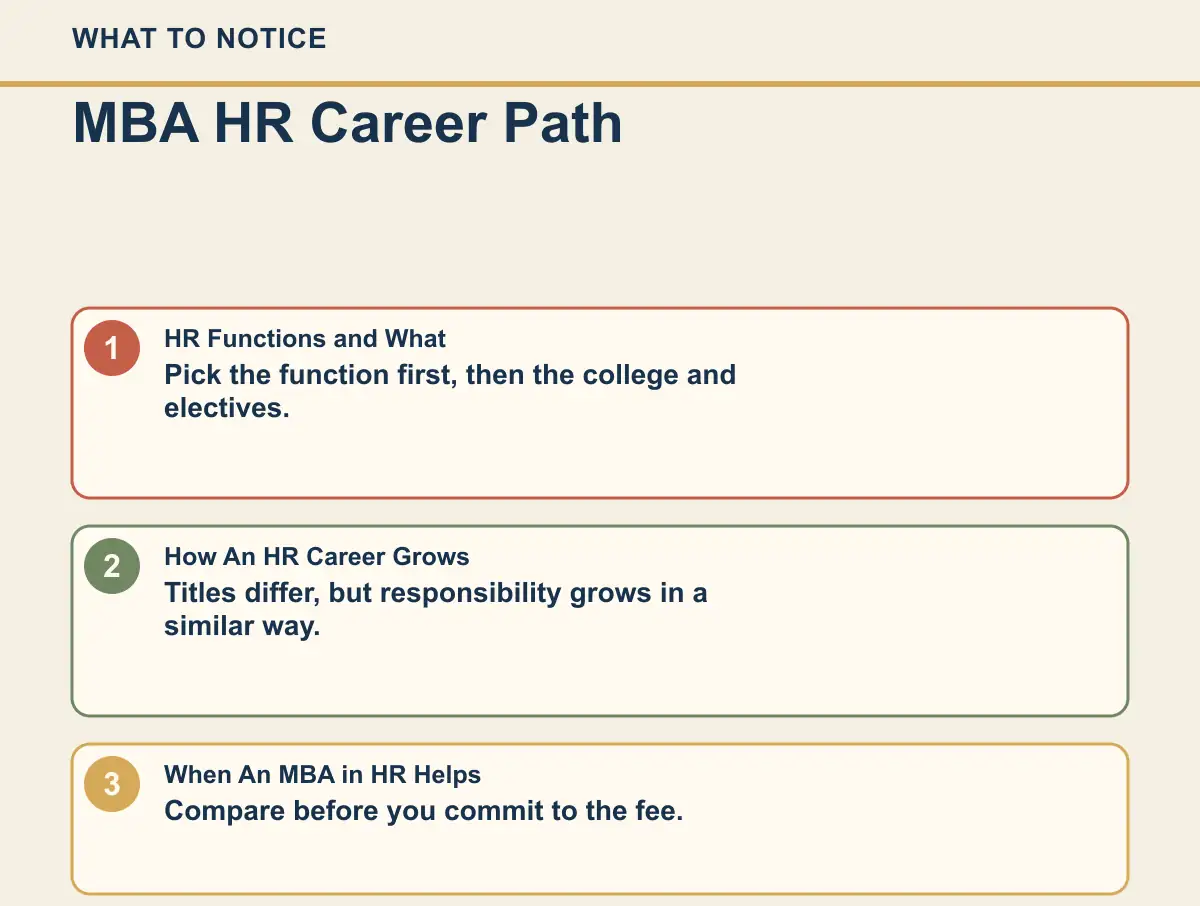 WHAT TO NOTICE
MBA HR Career Path
1
HR Functions and What
Pick the function first, then the college and
electives.
2
How An HR Career Grows
Titles differ, but responsibility grows in a
similar way.
3
When An MBA in HR Helps
Compare before you commit to the fee.